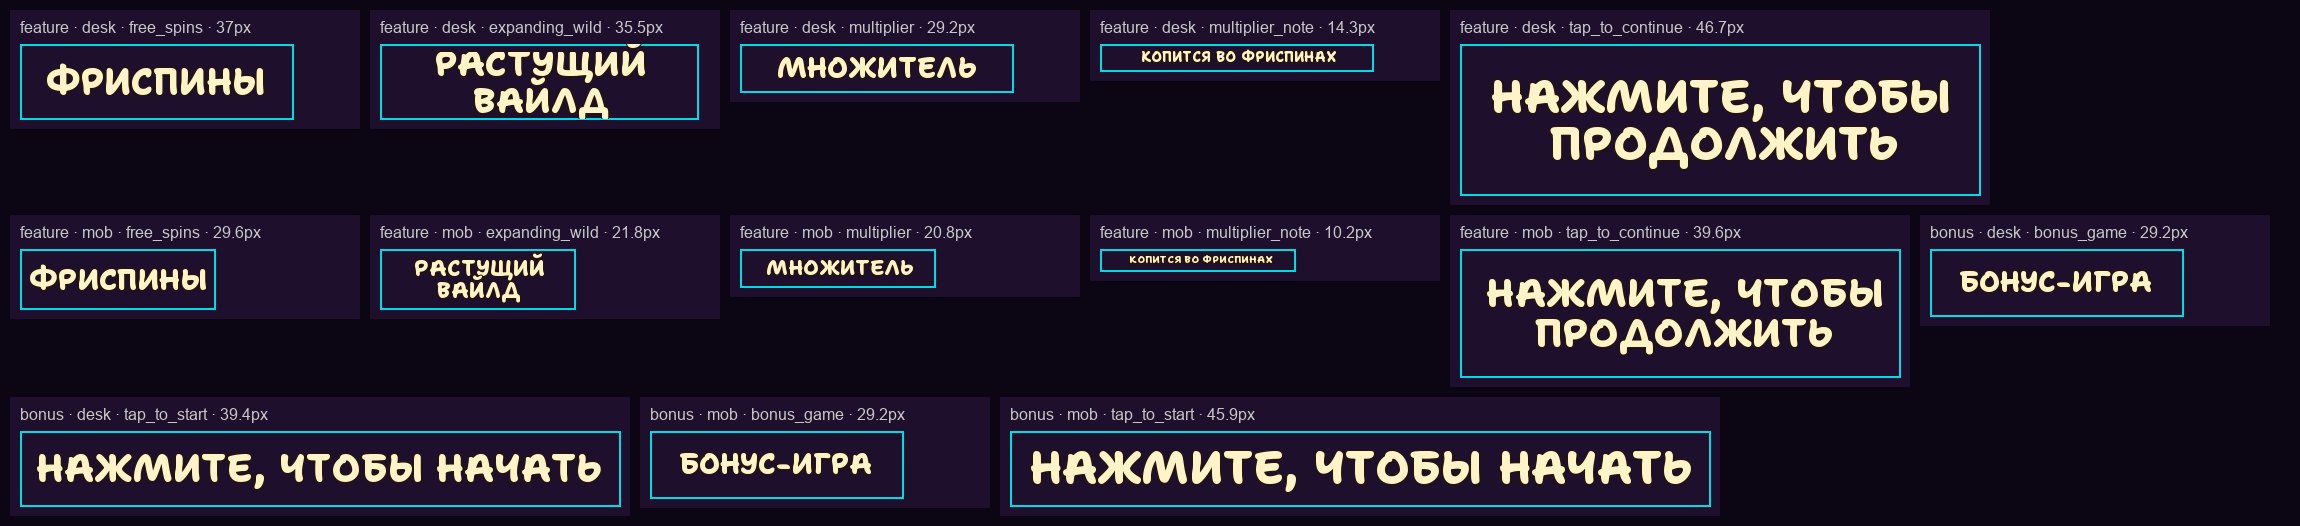 feature · desk · free_spins · 37px
ФРИСПИНЫ
feature · desk · expanding_wild · 35.5px
РАСТУЩИЙ
ВАЙЛД
feature · desk · multiplier · 29.2px
МНОЖИТЕЛЬ
feature · desk · multiplier_note · 14.3px
КОПИТСЯ ВО ФРИСПИНАХ
feature · desk · tap_to_continue · 46.7px
НАЖМИТЕ, ЧТОБЫ
ПРОДОЛЖИТЬ
feature · mob · free_spins · 29.6px
ФРИСПИНЫ
feature · mob · expanding_wild · 21.8px
РАСТУЩИЙ
ВАЙЛД
feature · mob · multiplier · 20.8px
МНОЖИТЕЛЬ
feature · mob · multiplier_note · 10.2px
КОПИТСЯ ВО ФРИСПИНАХ
feature · mob · tap_to_continue · 39.6px
НАЖМИТЕ, ЧТОБЫ
ПРОДОЛЖИТЬ
bonus · desk · bonus_game · 29.2px
БОНУС-ИГРА
bonus · desk · tap_to_start · 39.4px
НАЖМИТЕ, ЧТОБЫ НАЧАТЬ
bonus · mob · bonus_game · 29.2px
БОНУС-ИГРА
bonus · mob · tap_to_start · 45.9px
НАЖМИТЕ, ЧТОБЫ НАЧАТЬ